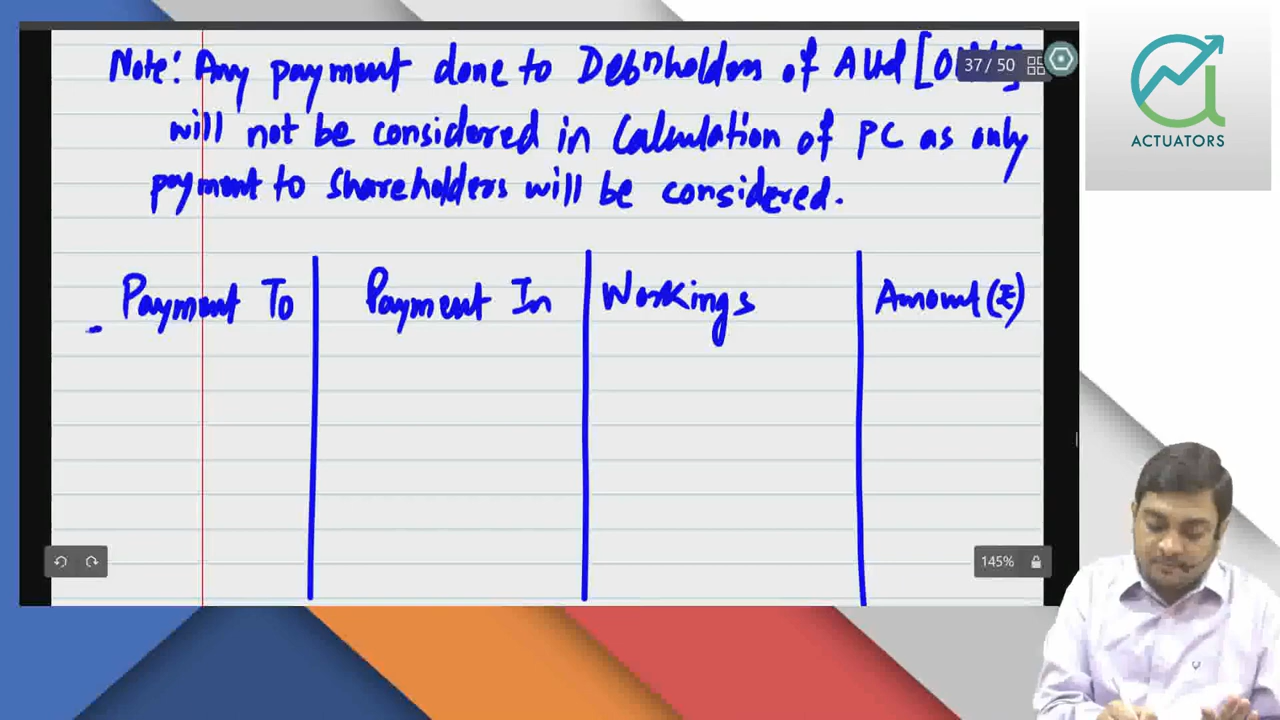 Note: Any payment done to Debnholders of A Ltd
37 / 50
will not be considered in Calculation of PC as only
payment to shareholders will be considered.
Payment To
Payment In
Workings
Amount (₹)
145%
ACTUATORS